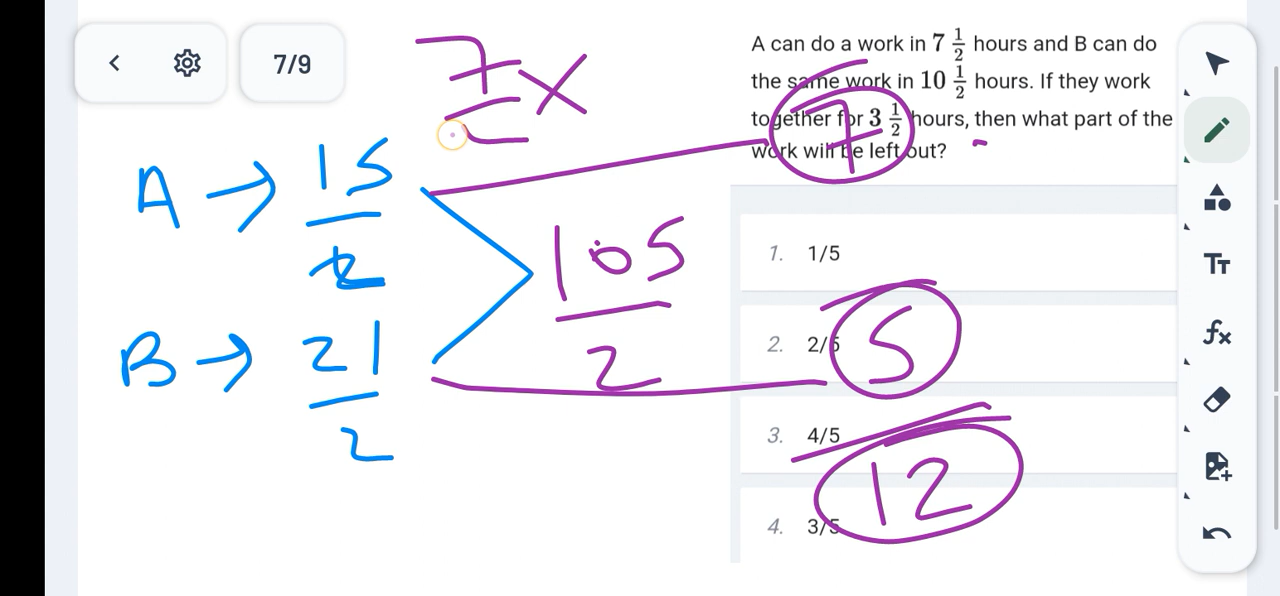 7/9
7/2 ×
A → 15/2
B → 21/2
105/2
7
5
12
A can do a work in 7 1/2 hours and B can do
the same work in 10 1/2 hours. If they work
together for 3 1/2 hours, then what part of the
work will be left out?
1. 1/5
2. 2/5
3. 4/5
4. 3/5
TT
fx